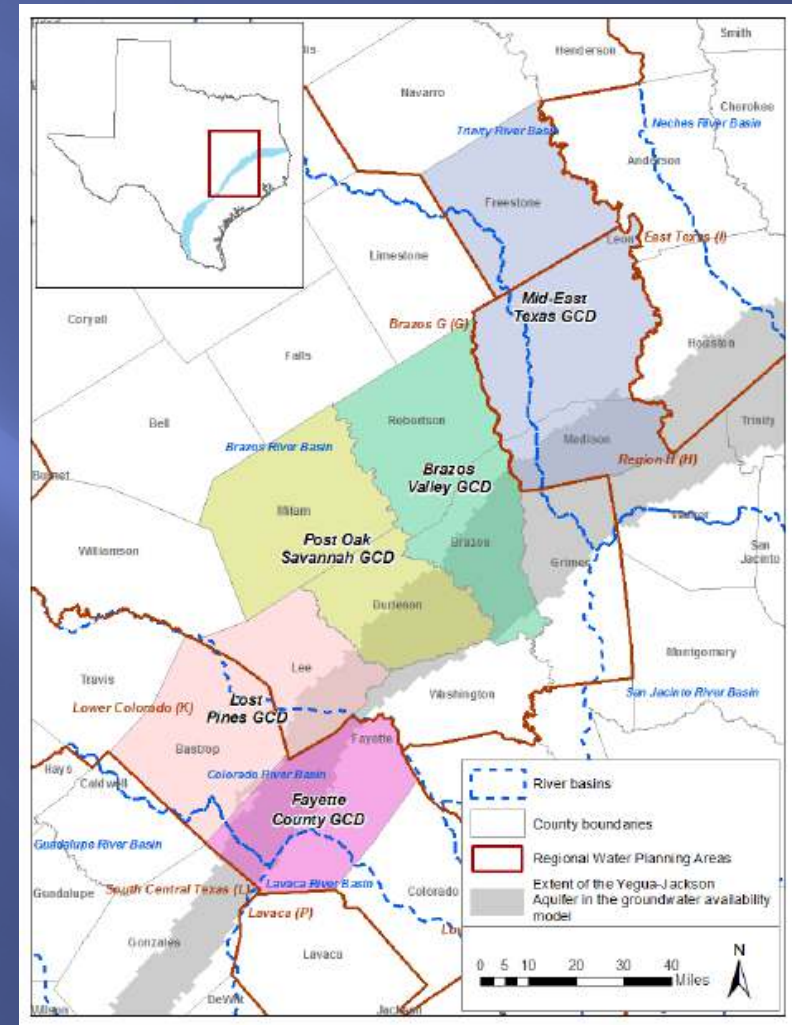 Smith
Henderson
Navarro
Cherokee
Trinity River Basin
Neches River Basin
Anderson
Freestone
Leon
East Texas (I)
Limestone
Mid-East
Texas GCD
Brazos G (G)
Coryell
Houston
Falls
Robertson
Trinity
Bell
Madison
Brazos River Basin
Region H (H)
Brazos
Valley GCD
Milam
Walker
Post Oak
Savannah GCD
Brazos
San
Jacinto
Williamson
Grimes
Burleson
Montgomery
Lee
Travis
Washington
San Jacinto River Basin
Lower Colorado (K)
Lost
Pines GCD
Fayette
Bastrop
Hays
Caldwell
Colorado River Basin
Fayette
County GCD
Guadalupe River Basin
Guadalupe
South Central Texas (L)
Lavaca River Basin
Colorado
Lavaca (P)
Gonzales
Lavaca
DeWitt
River basins
County boundaries
Regional Water Planning Areas
Extent of the Yegua-Jackson
Aquifer in the groundwater availability
model
N
0 5 10 20 30 40
Miles